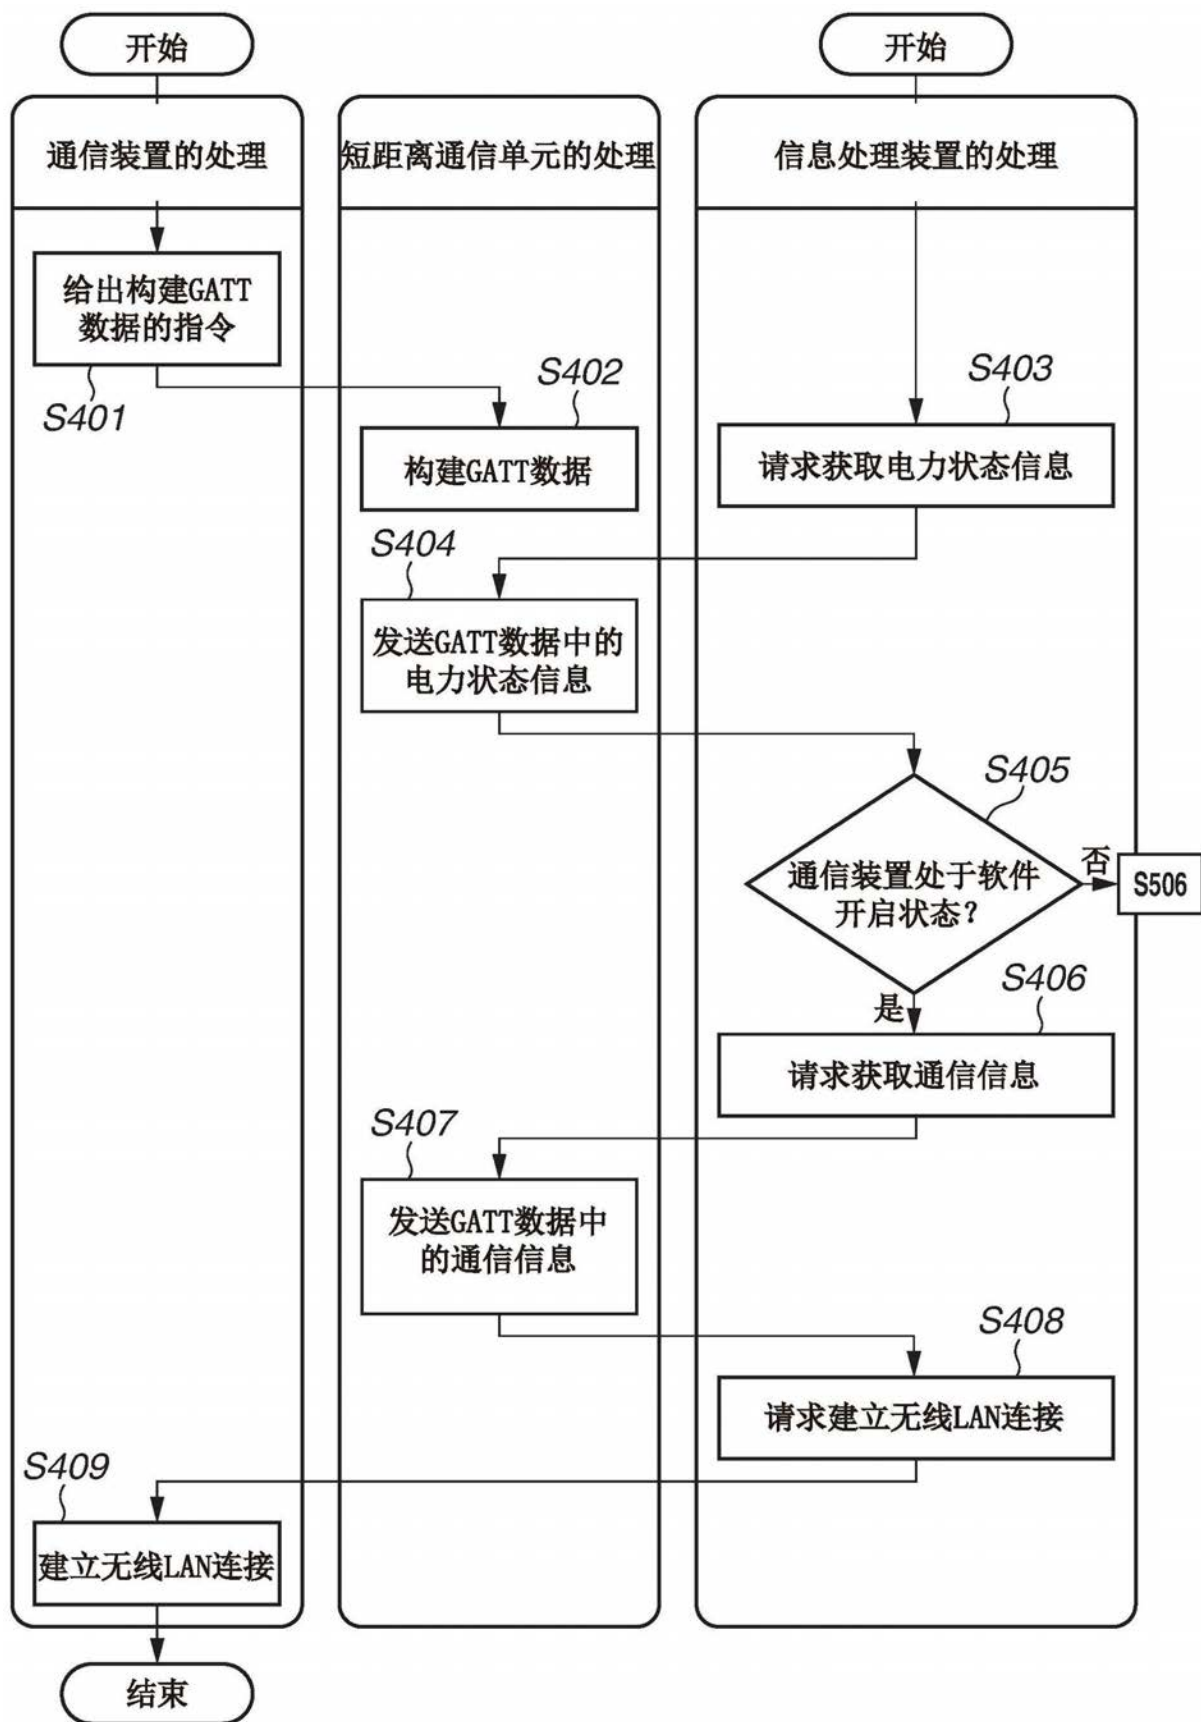 开始
开始
通信装置的处理
短距离通信单元的处理
信息处理装置的处理
给出构建GATT
数据的指令
S401
S402
构建GATT数据
S403
请求获取电力状态信息
S404
发送GATT数据中的
电力状态信息
S405
通信装置处于软件
开启状态?
否
S506
是
S406
请求获取通信信息
S407
发送GATT数据中
的通信信息
S408
请求建立无线LAN连接
S409
建立无线LAN连接
结束